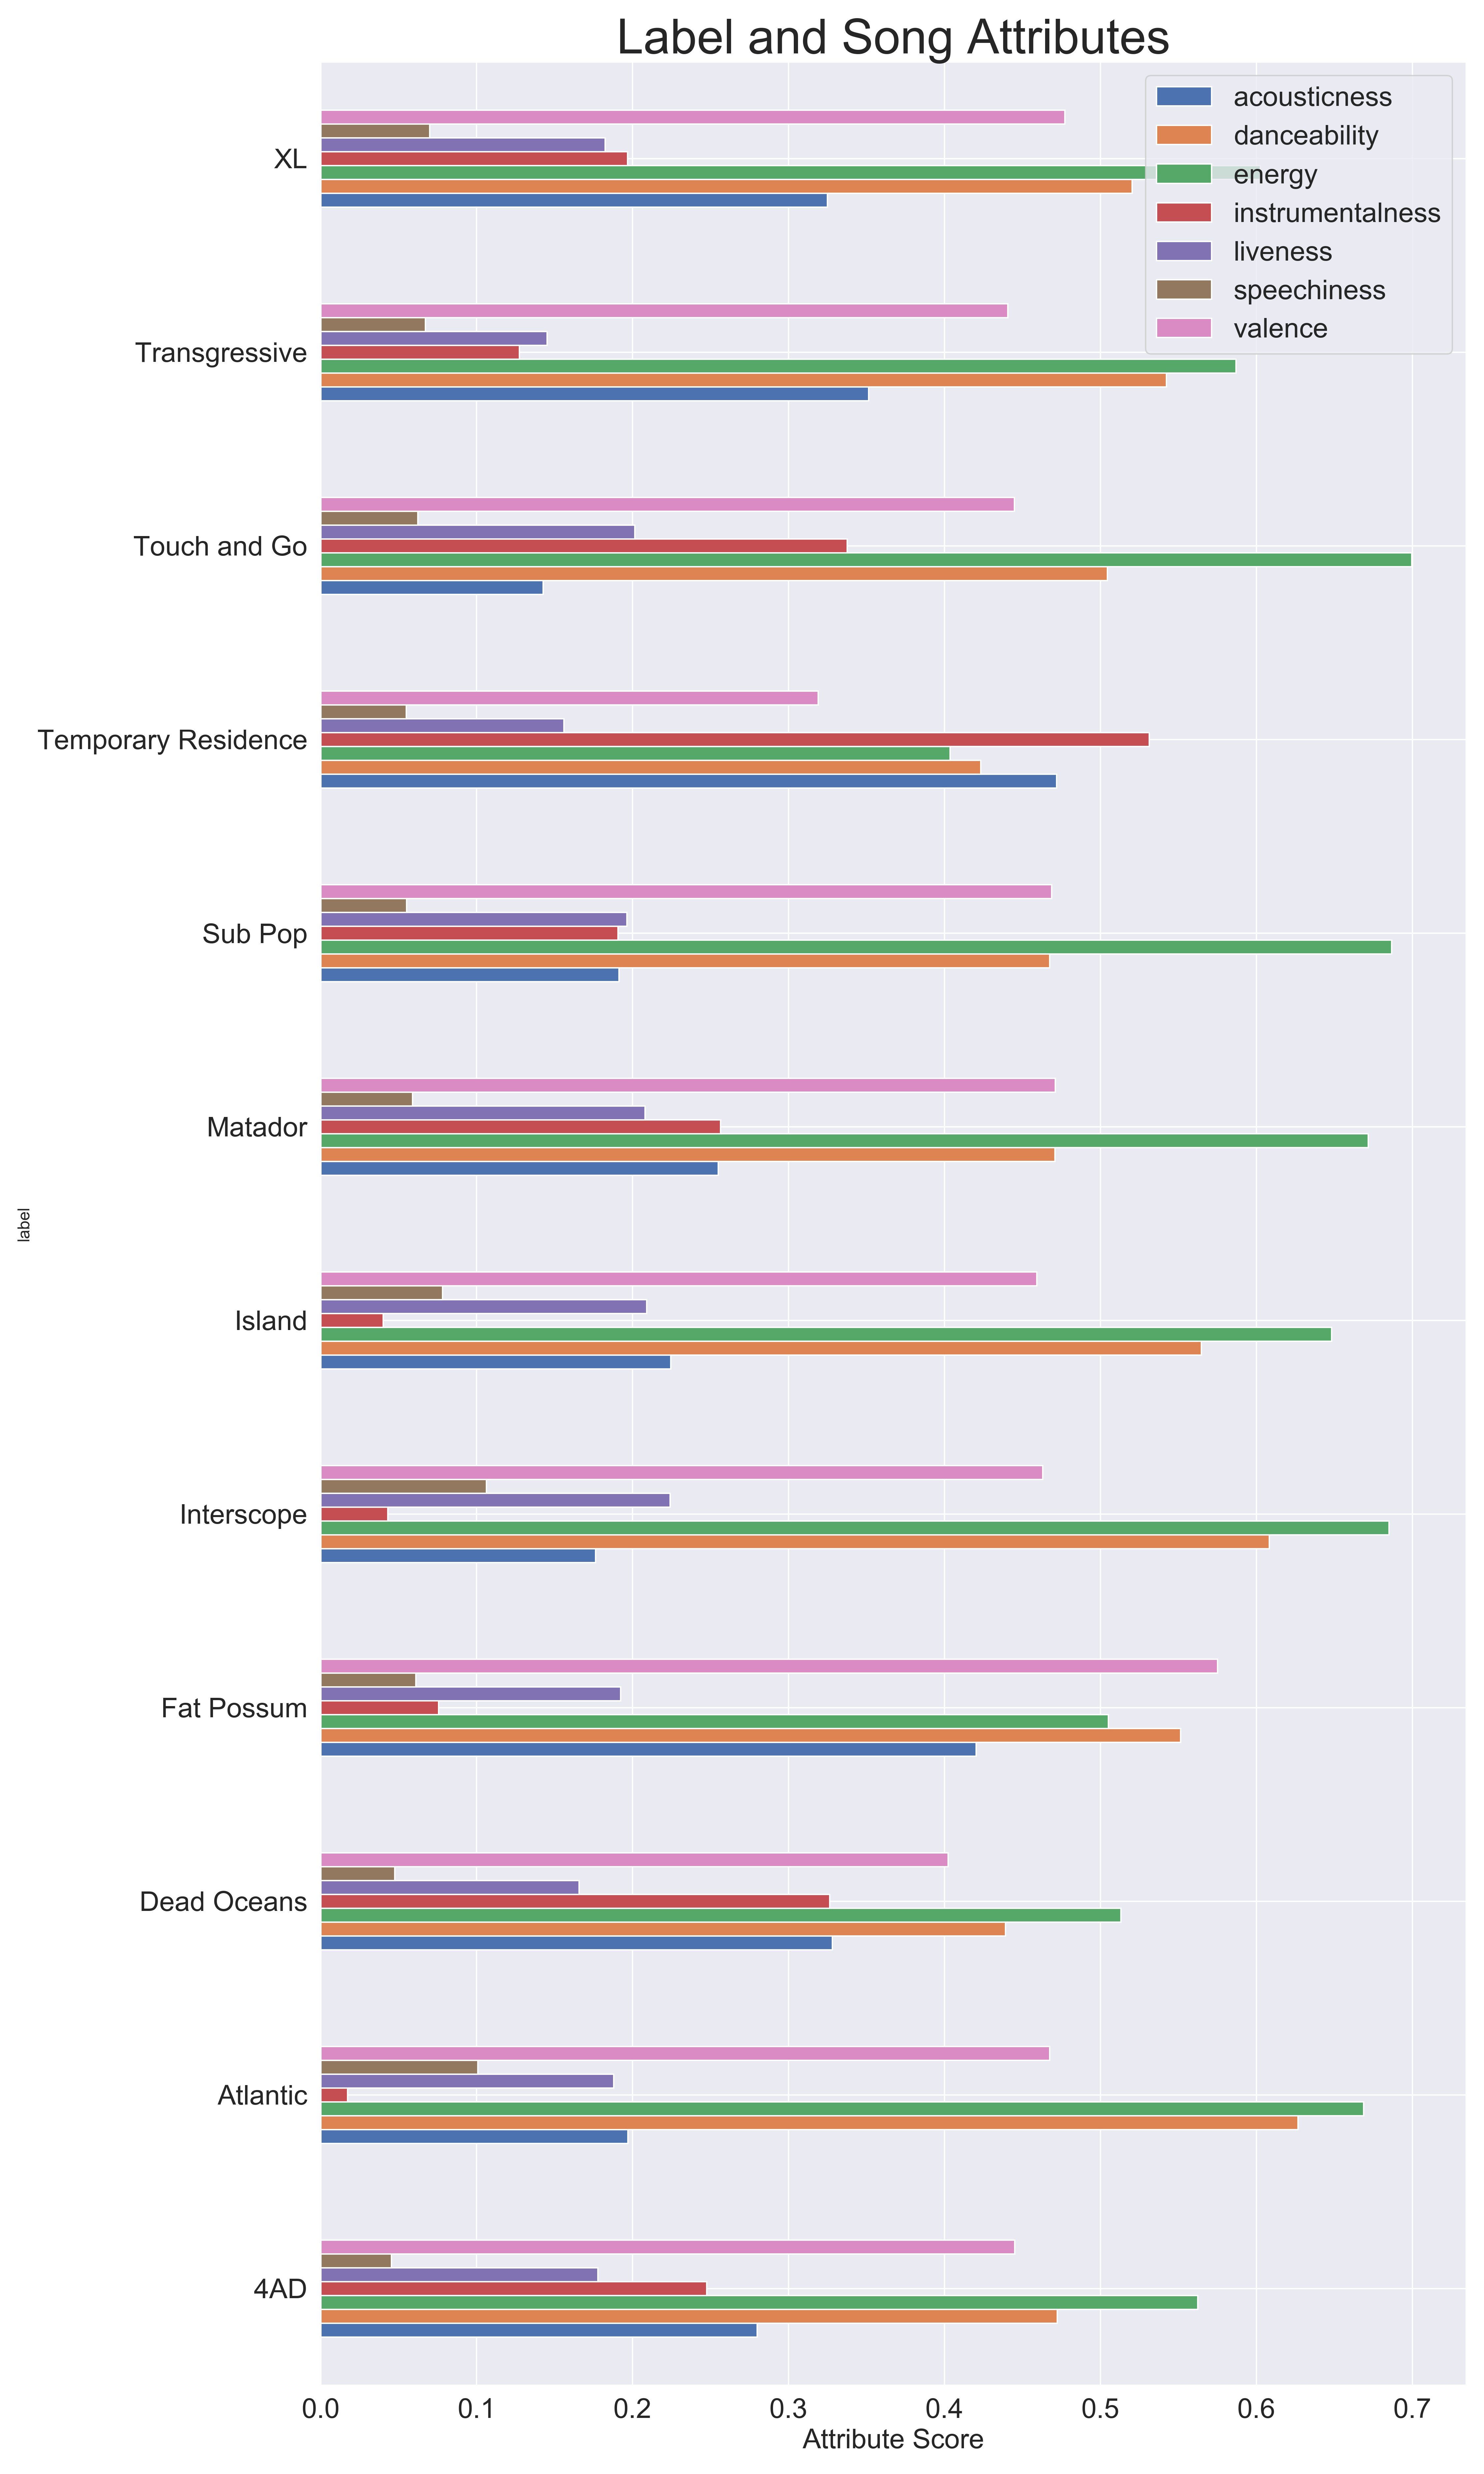 Label and Song Attributes
acousticness
danceability
energy
instrumentalness
liveness
speechiness
valence
XL
Transgressive
Touch and Go
Temporary Residence
Sub Pop
Matador
label
Island
Interscope
Fat Possum
Dead Oceans
Atlantic
4AD
0.0 0.1 0.2 0.3 0.4 0.5 0.6 0.7
Attribute Score